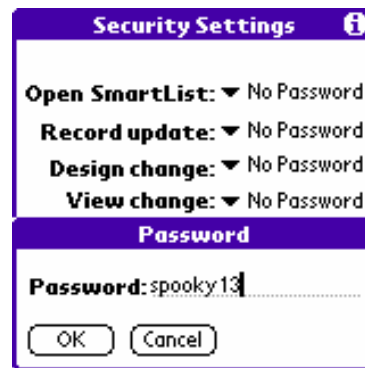 Security Settings i
Open SmartList: No Password
Record update: No Password
Design change: No Password
View change: No Password
Password
Password: spooky13
OK Cancel